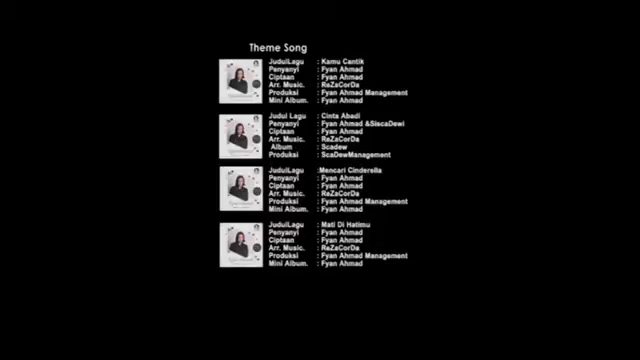 Theme Song
JudulLagu : Kamu Cantik
Penyanyi : Fyan Ahmad
Ciptaan : Fyan Ahmad
Arr. Music. : ReZaCorDa
Produksi : Fyan Ahmad Management
Mini Album. : Fyan Ahmad
Judul Lagu : Cinta Abadi
Penyanyi : Fyan Ahmad &SiscaDewi
Ciptaan : Fyan Ahmad
Arr. Music. : ReZaCorDa
Album : Scadew
Produksi : ScaDewManagement
JudulLagu :Mencari Cinderella
Penyanyi : Fyan Ahmad
Ciptaan : Fyan Ahmad
Arr. Music. : ReZaCorDa
Produksi : Fyan Ahmad Management
Mini Album. : Fyan Ahmad
JudulLagu : Mati Di Hatimu
Penyanyi : Fyan Ahmad
Ciptaan : Fyan Ahmad
Arr. Music. : ReZaCorDa
Produksi : Fyan Ahmad Management
Mini Album. : Fyan Ahmad